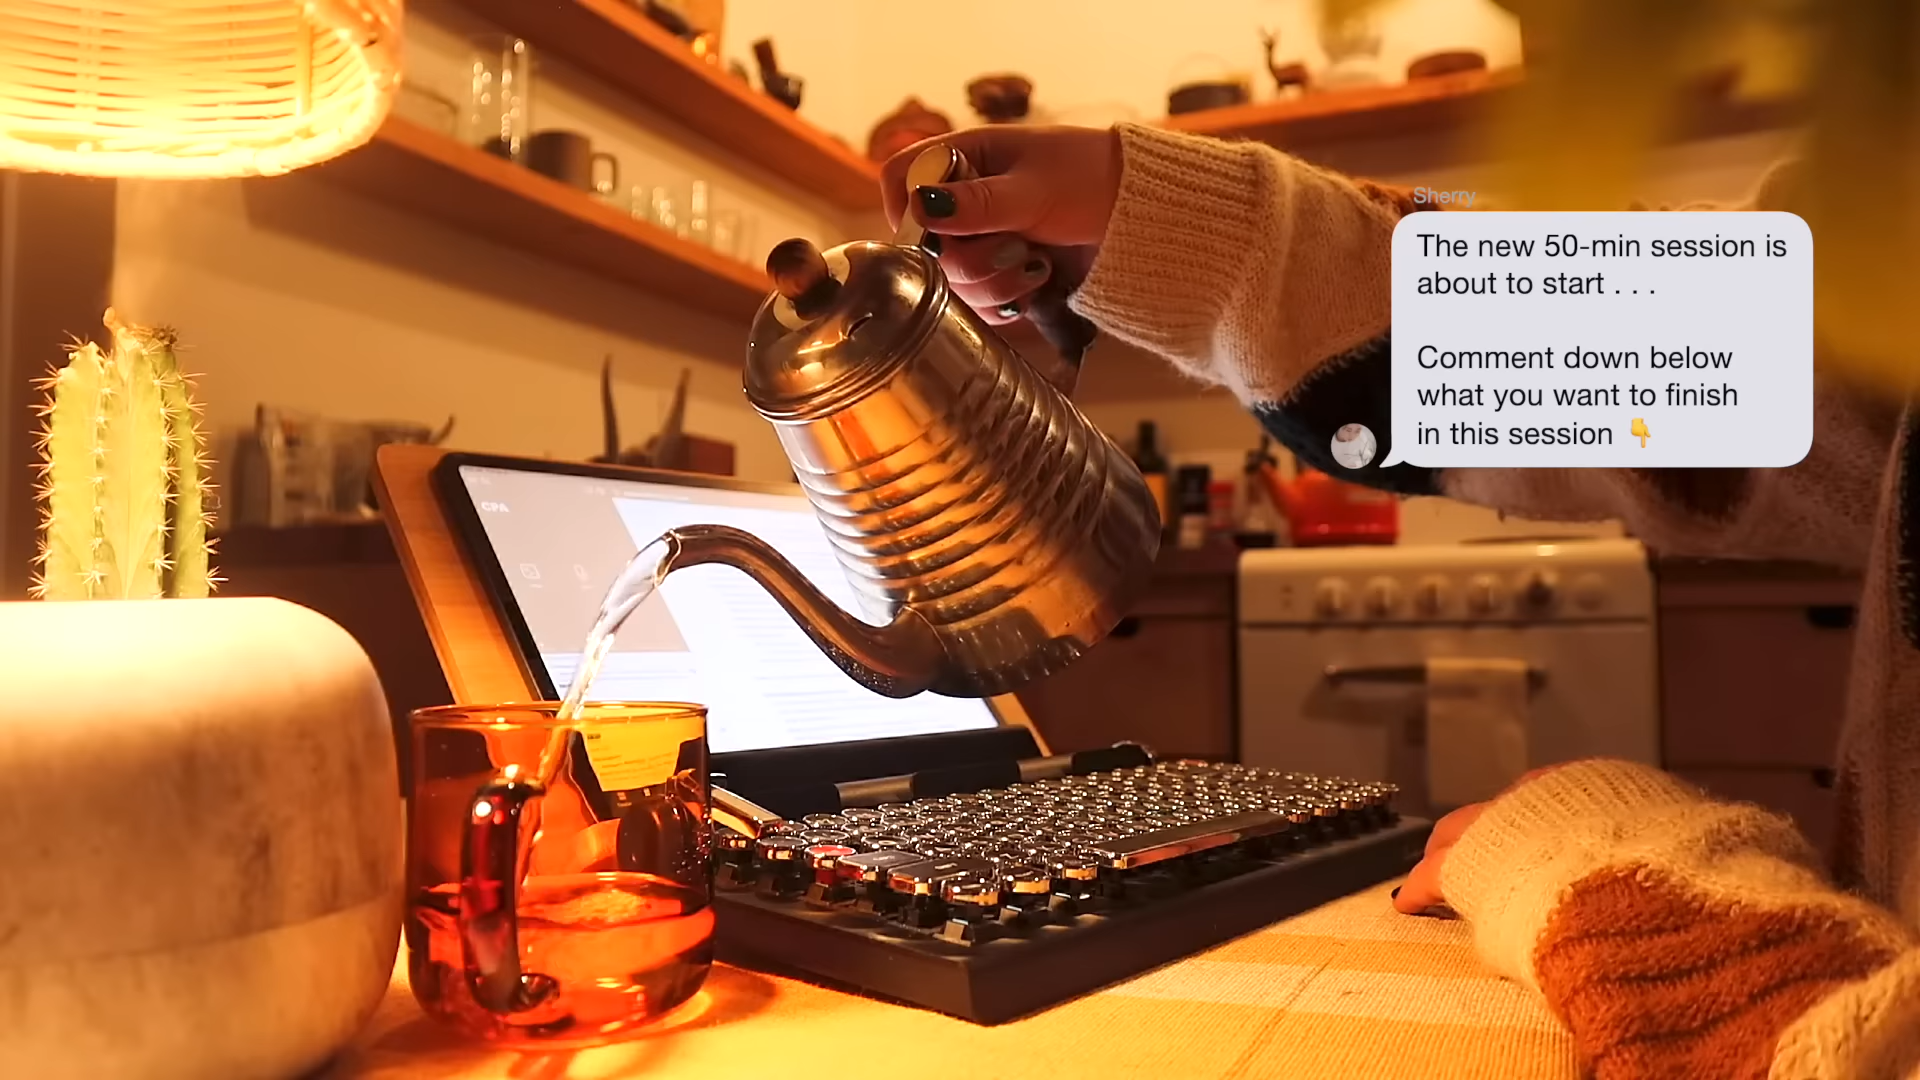 Sherry
The new 50-min session is
about to start . . .
Comment down below
what you want to finish
in this session 👇
CPA